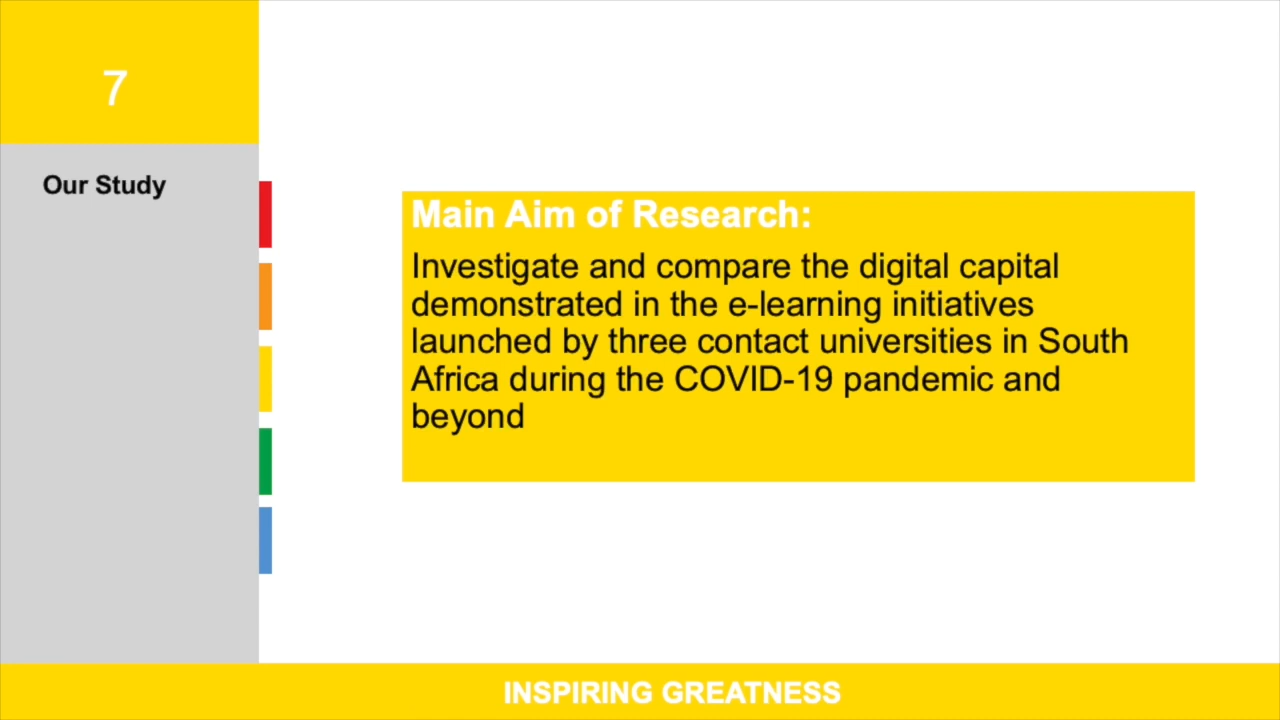 7
Our Study
Main Aim of Research:
Investigate and compare the digital capital
demonstrated in the e-learning initiatives
launched by three contact universities in South
Africa during the COVID-19 pandemic and
beyond
INSPIRING GREATNESS